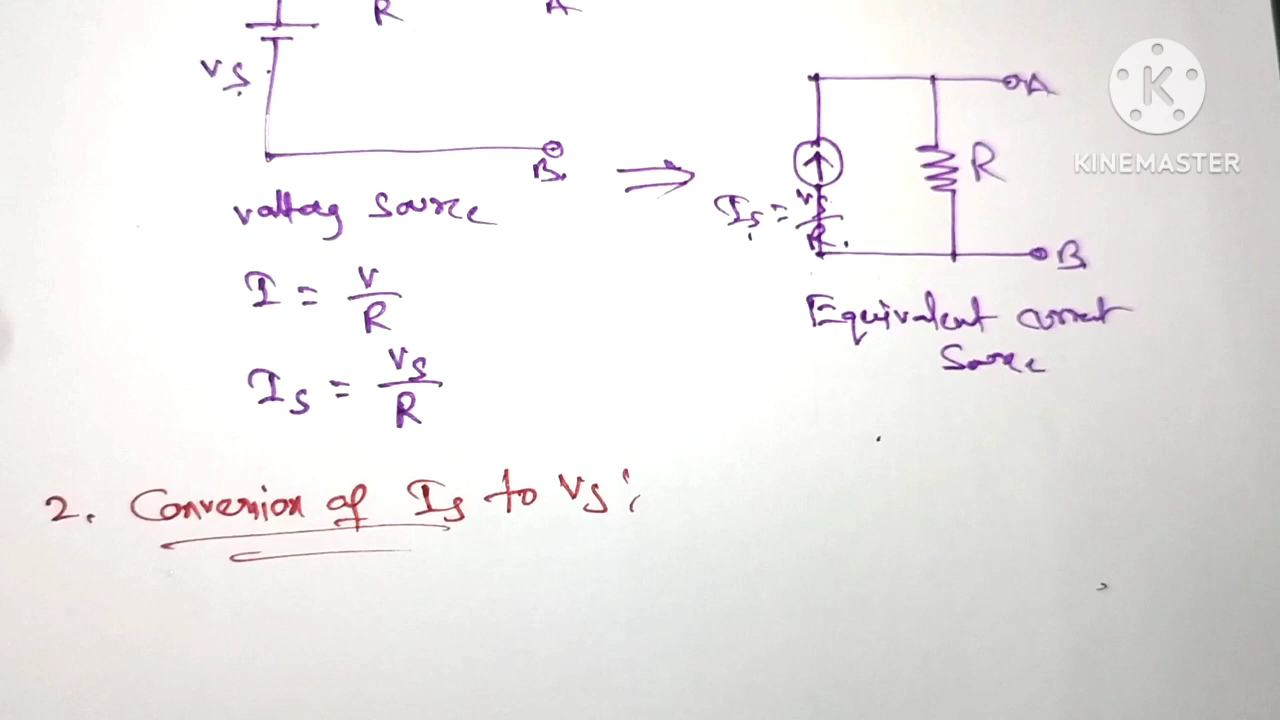 R A
Vs
B.
voltag source
I = V/R
Is = Vs/R
A
R
Is = Vs/R.
B
Equivalent current
Source
2. Conversion of Is to Vs:
K
KINEMASTER